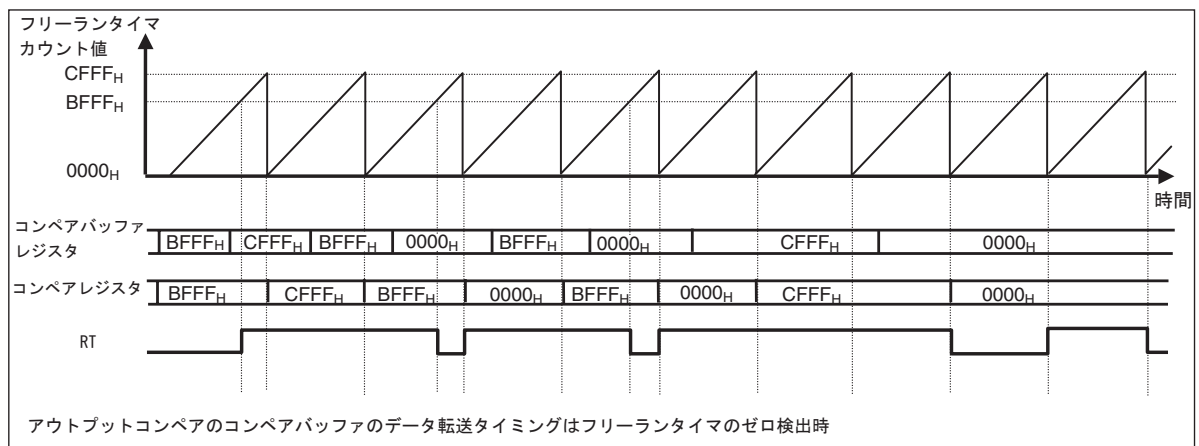 フリーランタイマ
カウント値
CFFFH
BFFFH
0000H
時間
コンペアバッファ
レジスタ
BFFFH CFFFH BFFFH 0000H BFFFH 0000H CFFFH 0000H
コンペアレジスタ BFFFH CFFFH BFFFH 0000H BFFFH 0000H CFFFH 0000H
RT
アウトプットコンペアのコンペアバッファのデータ転送タイミングはフリーランタイマのゼロ検出時